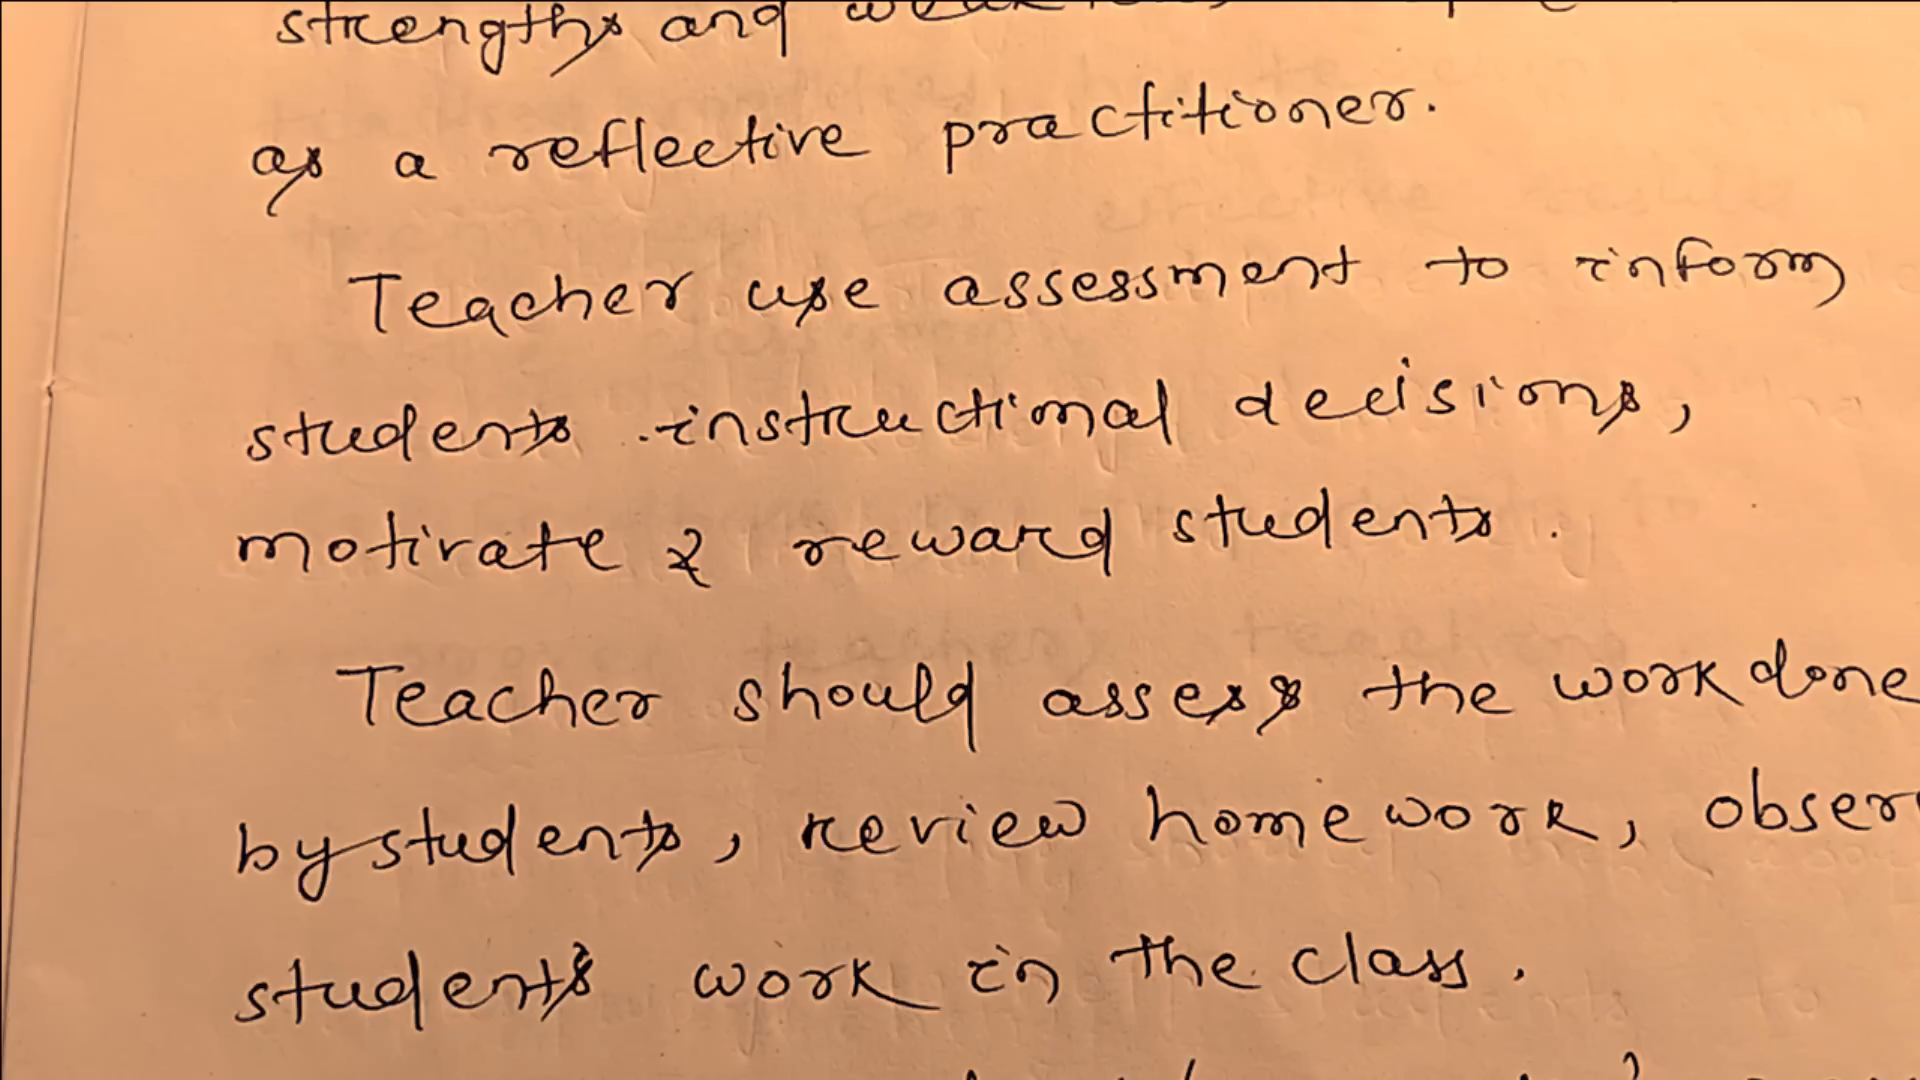 strengths and
as a reflective practitioner.
Teacher use assessment to inform
students instructional decisions,
motivate & reward students.
Teacher should assess the work done
by students, review homework, obser
students work in the class.